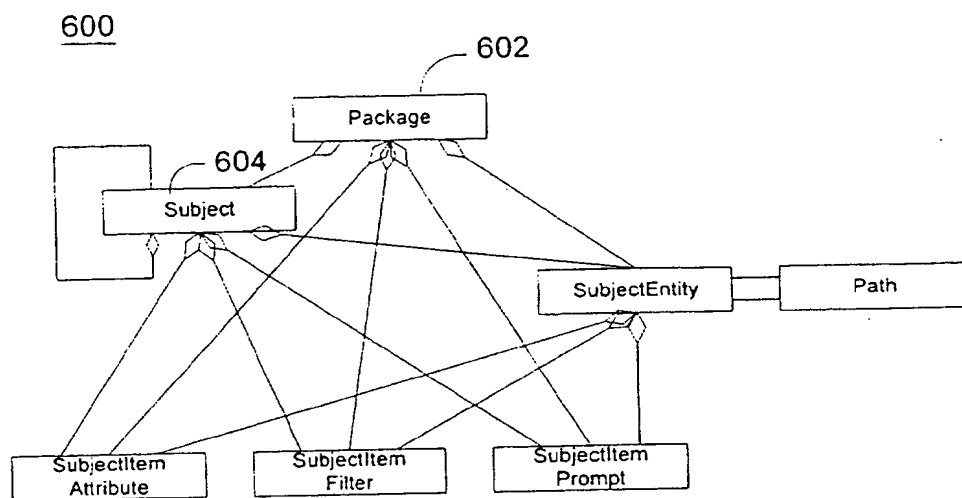 600
602
Package
604
Subject
SubjectEntity
Path
SubjectItem
Attribute
SubjectItem
Filter
SubjectItem
Prompt